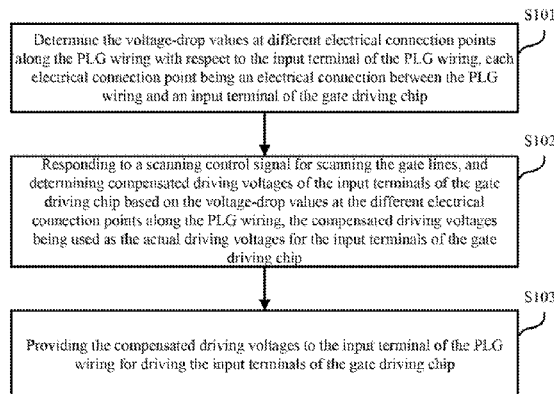 S101
Determine the voltage-drop values at different electrical connection points
along the PLG wiring with respect to the input terminal of the PLG wiring, each
electrical connection point being an electrical connection between the PLG
wiring and an input terminal of the gate driving chip
S102
Responding to a scanning control signal for scanning the gate lines, and
determining compensated driving voltages of the input terminals of the gate
driving chip based on the voltage-drop values at the different electrical
connection points along the PLG wiring, the compensated driving voltages
being used as the actual driving voltages for the input terminals of the gate
driving chip
S103
Providing the compensated driving voltages to the input terminal of the PLG
wiring for driving the input terminals of the gate driving chip